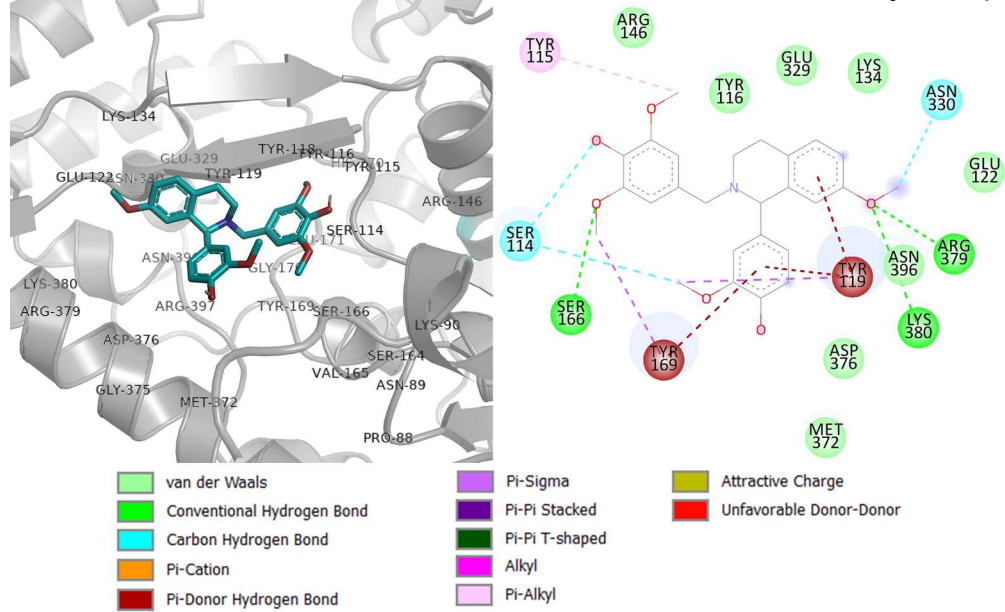 LYS-134
GLU-329
TYR-118
TYR-116
TYR-115
GLU-122
ASN-330
TYR-119
ARG-146
SER-114
ASN-39
GLY-17
LYS-380
ARG-379
ARG-397
TYR-169
SER-166
LYS-90
ASP-376
SER-164
VAL-165
GLY-375
MET-372
ASN-89
PRO-88
ARG
146
TYR
115
GLU
329
LYS
134
TYR
116
ASN
330
GLU
122
O
O
N
O
O
SER
114
ARG
379
ASN
396
TYR
119
O
SER
166
LYS
380
O
TYR
169
ASP
376
MET
372
van der Waals
Conventional Hydrogen Bond
Carbon Hydrogen Bond
Pi-Cation
Pi-Donor Hydrogen Bond
Pi-Sigma
Pi-Pi Stacked
Pi-Pi T-shaped
Alkyl
Pi-Alkyl
Attractive Charge
Unfavorable Donor-Donor